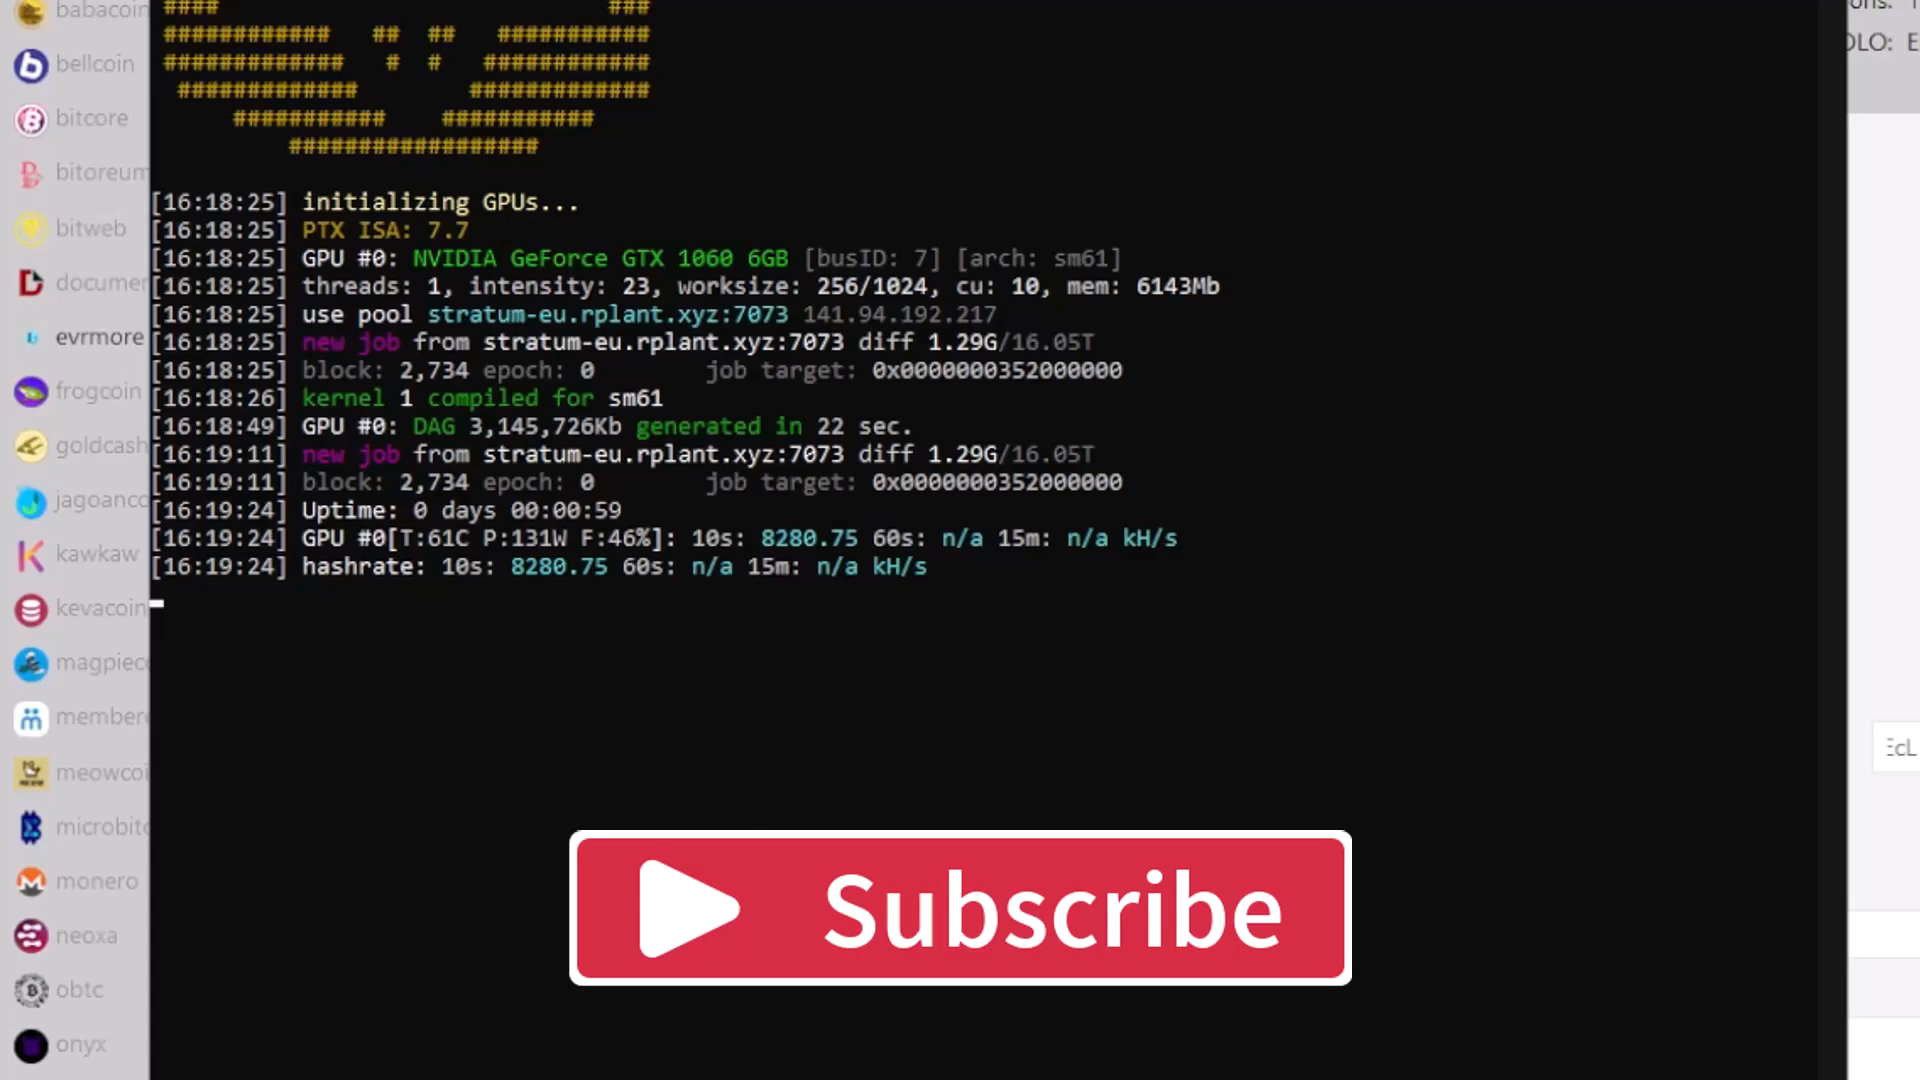 babacoin
bellcoin
bitcore
bitoreum
bitweb
documen
evrmore
frogcoin
goldcash
jagoanco
kawkaw
kevacoin
magpiec
member
meowcoi
microbit
monero
neoxa
obtc
onyx
#### ###
############ ## ## ###########
############# # # ############
############# #############
########### ###########
##################
[16:18:25] initializing GPUs...
[16:18:25] PTX ISA: 7.7
[16:18:25] GPU #0: NVIDIA GeForce GTX 1060 6GB [busID: 7] [arch: sm61]
[16:18:25] threads: 1, intensity: 23, worksize: 256/1024, cu: 10, mem: 6143Mb
[16:18:25] use pool stratum-eu.rplant.xyz:7073 141.94.192.217
[16:18:25] new job from stratum-eu.rplant.xyz:7073 diff 1.29G/16.05T
[16:18:25] block: 2,734 epoch: 0 job target: 0x0000000352000000
[16:18:26] kernel 1 compiled for sm61
[16:18:49] GPU #0: DAG 3,145,726Kb generated in 22 sec.
[16:19:11] new job from stratum-eu.rplant.xyz:7073 diff 1.29G/16.05T
[16:19:11] block: 2,734 epoch: 0 job target: 0x0000000352000000
[16:19:24] Uptime: 0 days 00:00:59
[16:19:24] GPU #0[T:61C P:131W F:46%]: 10s: 8280.75 60s: n/a 15m: n/a kH/s
[16:19:24] hashrate: 10s: 8280.75 60s: n/a 15m: n/a kH/s
Subscribe
OLO: E
EcL